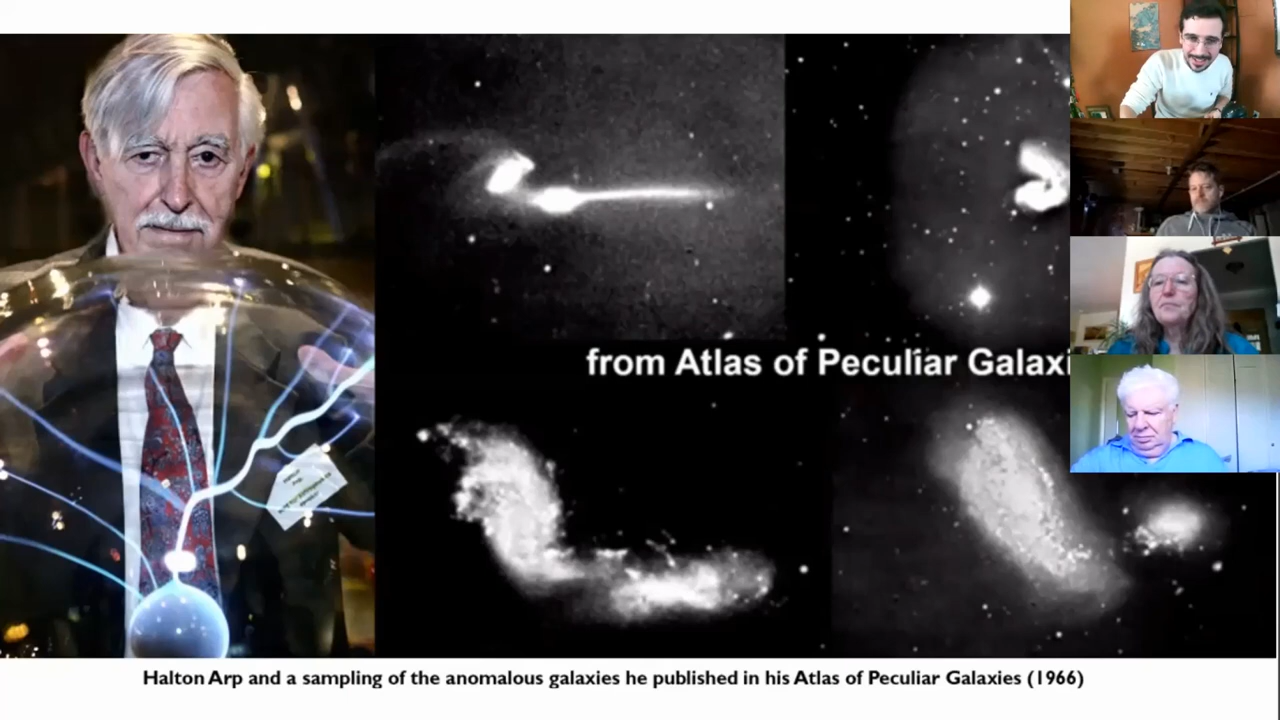 from Atlas of Peculiar Galaxi
Halton Arp and a sampling of the anomalous galaxies he published in his Atlas of Peculiar Galaxies (1966)